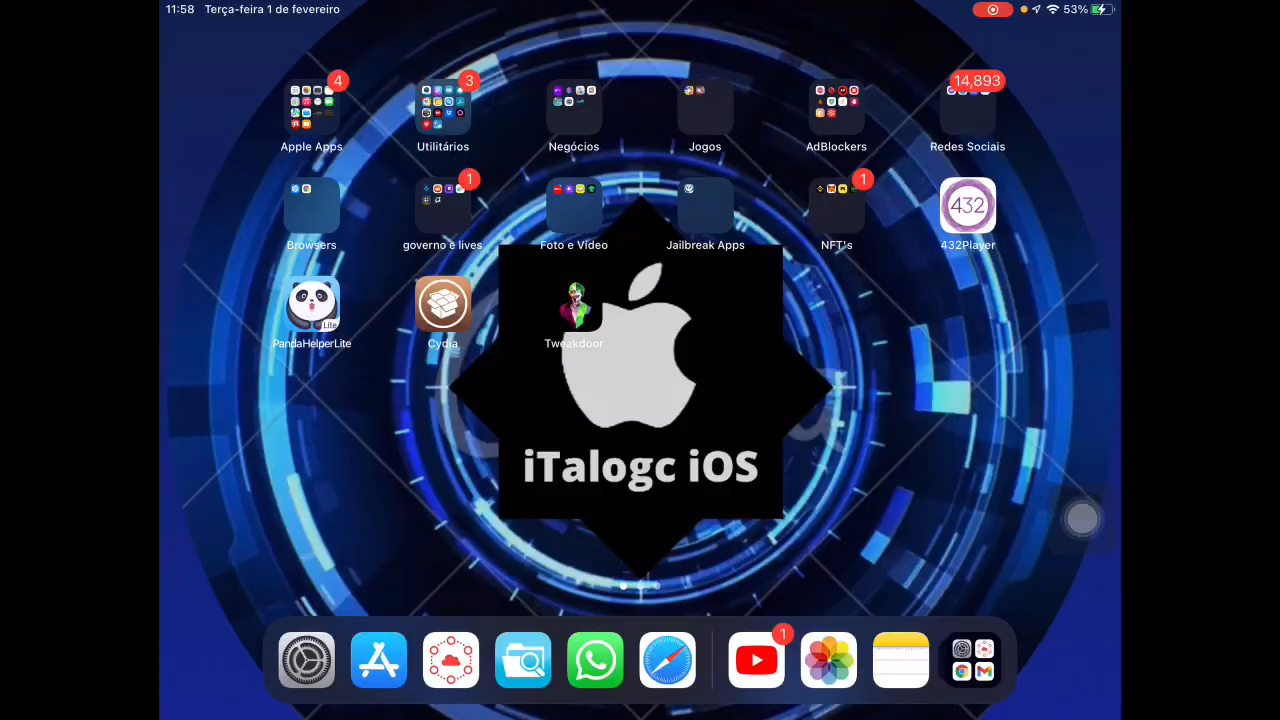 11:58 Terça-feira 1 de fevereiro 53%
4 3 14,893
Apple Apps Utilitários Negócios Jogos AdBlockers Redes Sociais
1 1 432
Browsers governo e lives Foto e Vídeo Jailbreak Apps NFT's 432Player
Lite
PandaHelperLite Cydia Tweakdoor
iTalogc iOS
1